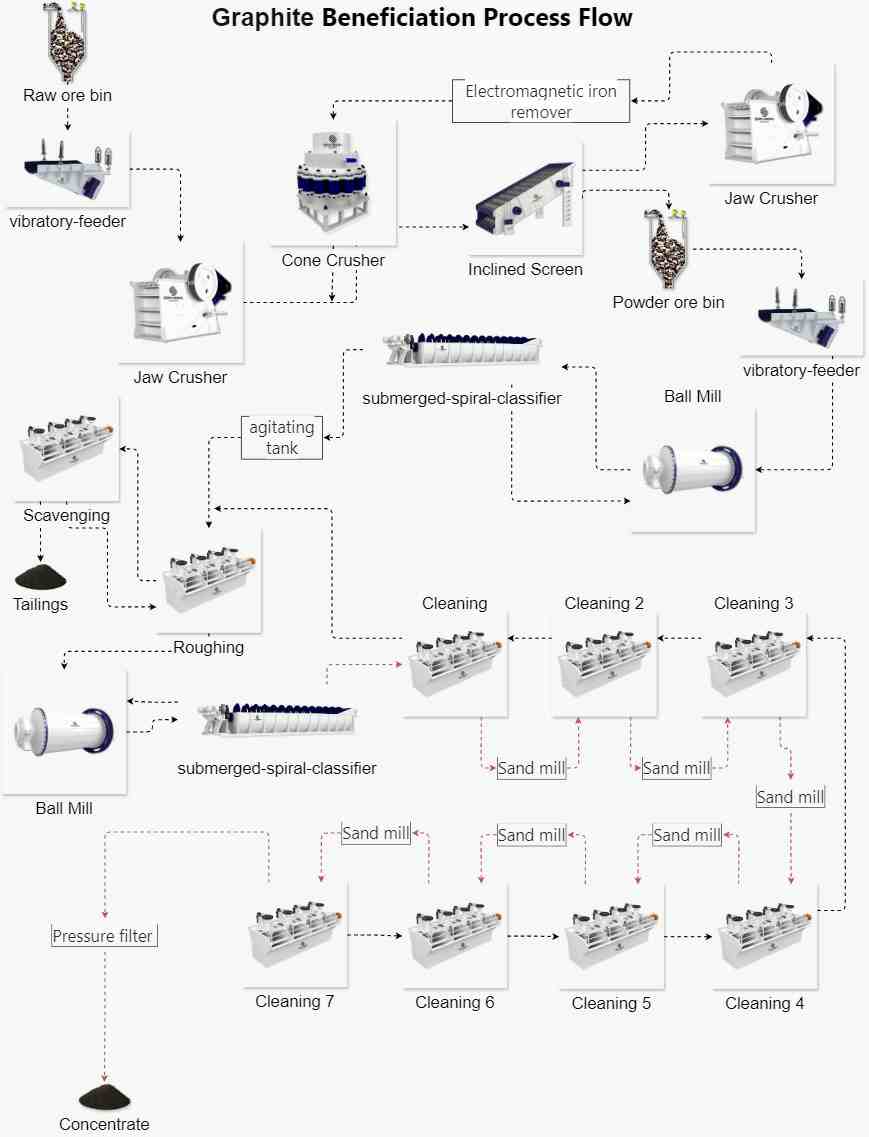 Graphite Beneficiation Process Flow
Raw ore bin
Electromagnetic iron
remover
Jaw Crusher
vibratory-feeder
Cone Crusher
Inclined Screen
Powder ore bin
Jaw Crusher
vibratory-feeder
submerged-spiral-classifier
Ball Mill
agitating
tank
Scavenging
Tailings
Roughing
Cleaning
Cleaning 2
Cleaning 3
submerged-spiral-classifier
Ball Mill
Sand mill
Sand mill
Sand mill
Sand mill
Sand mill
Sand mill
Pressure filter
Cleaning 7
Cleaning 6
Cleaning 5
Cleaning 4
Concentrate